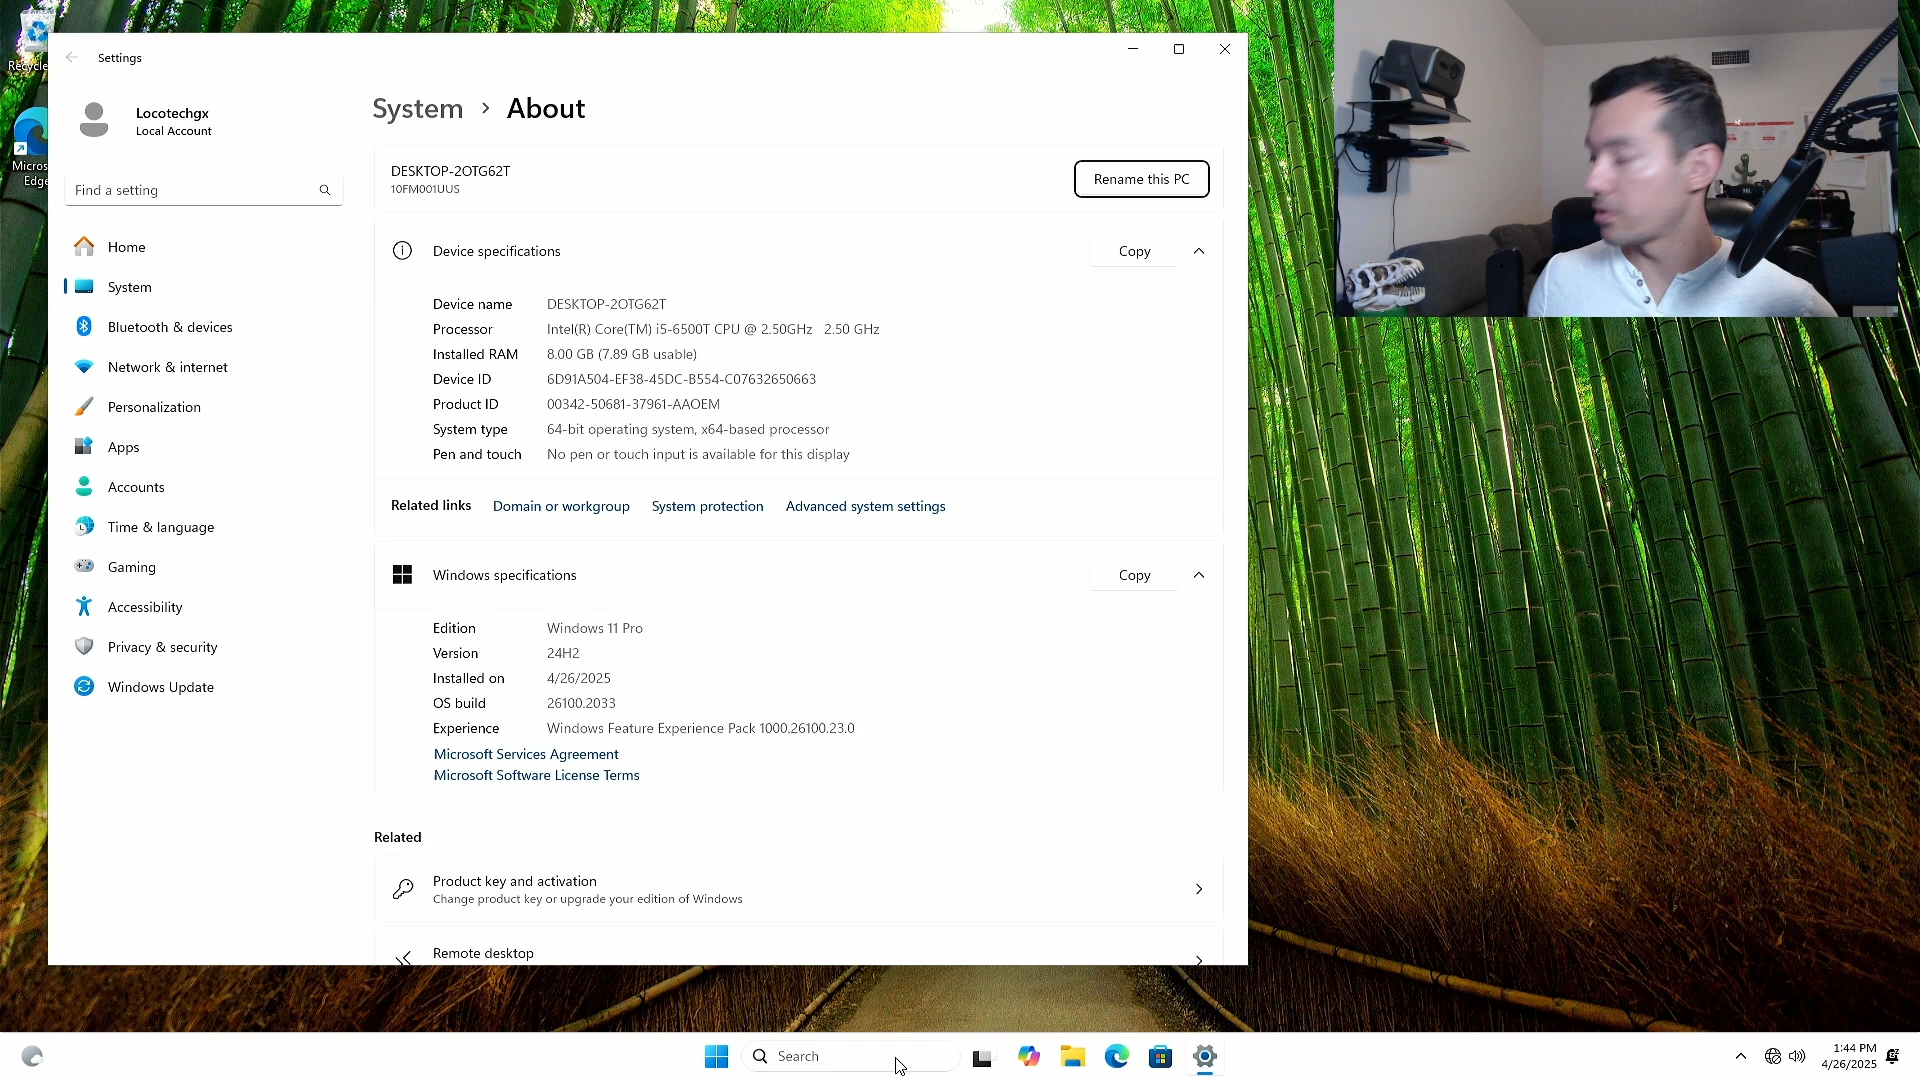 Recycle
Micros
Edge
Settings
Locotechgx
Local Account
Find a setting
Home
System
Bluetooth & devices
Network & internet
Personalization
Apps
Accounts
Time & language
Gaming
Accessibility
Privacy & security
Windows Update
System > About
DESKTOP-2OTG62T
10FM001UUS
Rename this PC
Device specifications
Copy
Device name DESKTOP-2OTG62T
Processor Intel(R) Core(TM) i5-6500T CPU @ 2.50GHz 2.50 GHz
Installed RAM 8.00 GB (7.89 GB usable)
Device ID 6D91A504-EF38-45DC-B554-C07632650663
Product ID 00342-50681-37961-AAOEM
System type 64-bit operating system, x64-based processor
Pen and touch No pen or touch input is available for this display
Related links Domain or workgroup System protection Advanced system settings
Windows specifications
Copy
Edition Windows 11 Pro
Version 24H2
Installed on 4/26/2025
OS build 26100.2033
Experience Windows Feature Experience Pack 1000.26100.23.0
Microsoft Services Agreement
Microsoft Software License Terms
Related
Product key and activation
Change product key or upgrade your edition of Windows
Remote desktop
Search
1:44 PM
4/26/2025